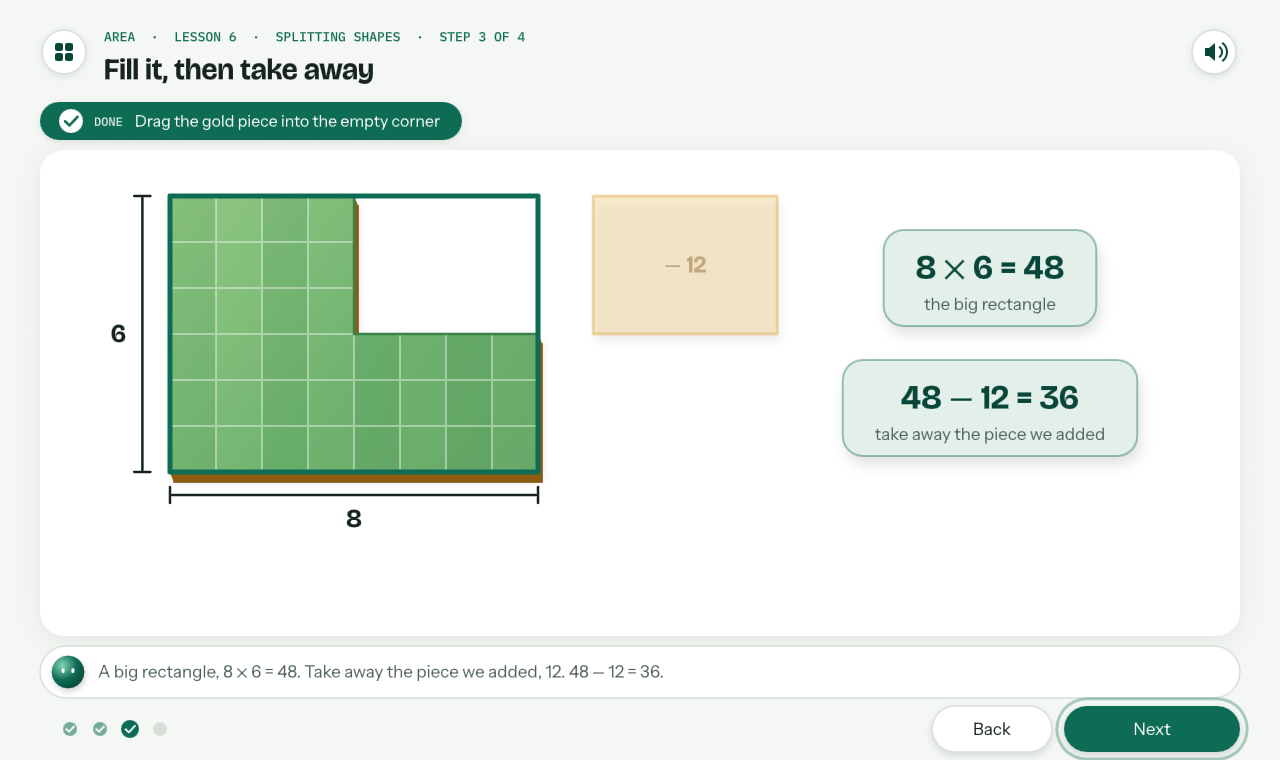 AREA · LESSON 6 · SPLITTING SHAPES · STEP 3 OF 4
Fill it, then take away
DONE Drag the gold piece into the empty corner
6
8
– 12
8 × 6 = 48
the big rectangle
48 – 12 = 36
take away the piece we added
A big rectangle, 8 × 6 = 48. Take away the piece we added, 12. 48 – 12 = 36.
Back
Next